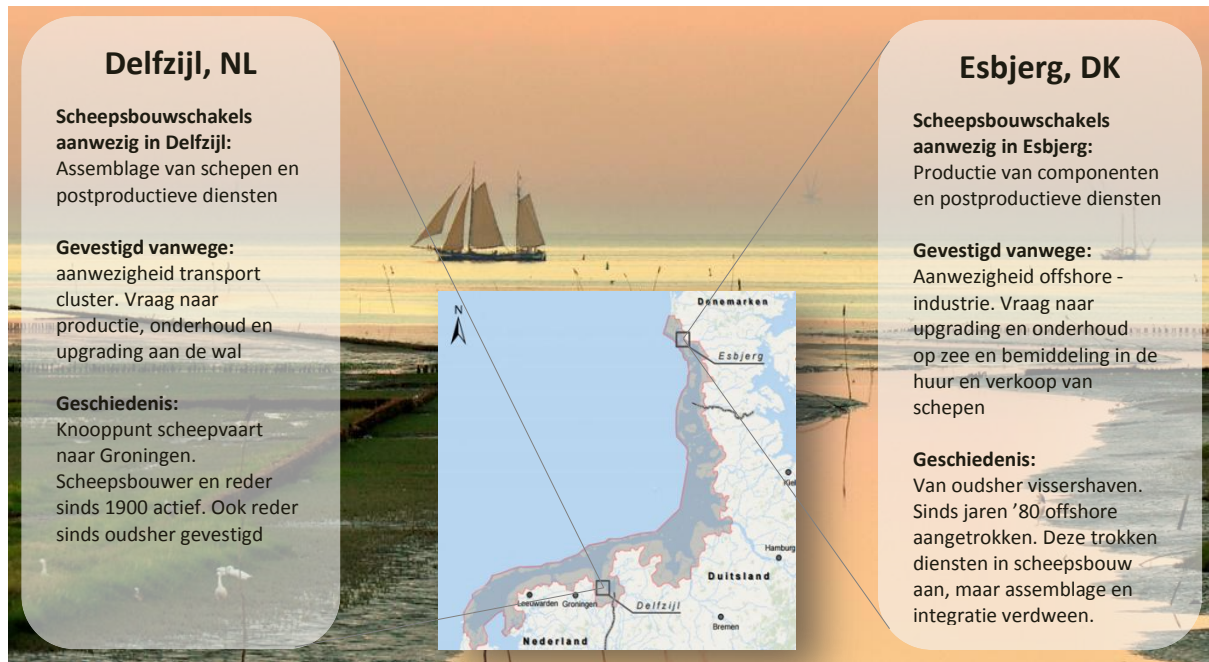 Delfzijl, NL
Scheepsbouwschakels
aanwezig in Delfzijl:
Assemblage van schepen en
postproductieve diensten
Gevestigd vanwege:
aanwezigheid transport
cluster. Vraag naar
productie, onderhoud en
upgrading aan de wal
Geschiedenis:
Knooppunt scheepvaart
naar Groningen.
Scheepsbouwer en reder
sinds 1900 actief. Ook reder
sinds oudsher gevestigd
N
Denemarken
Esbjerg
Kiel
Hamburg
Duitsland
Leeuwarden
Groningen
Delfzijl
Bremen
Nederland
Esbjerg, DK
Scheepsbouwschakels
aanwezig in Esbjerg:
Productie van componenten
en postproductieve diensten
Gevestigd vanwege:
Aanwezigheid offshore -
industrie. Vraag naar
upgrading en onderhoud
op zee en bemiddeling in de
huur en verkoop van
schepen
Geschiedenis:
Van oudsher vissershaven.
Sinds jaren ’80 offshore
aangetrokken. Deze trokken
diensten in scheepsbouw
aan, maar assemblage en
integratie verdween.